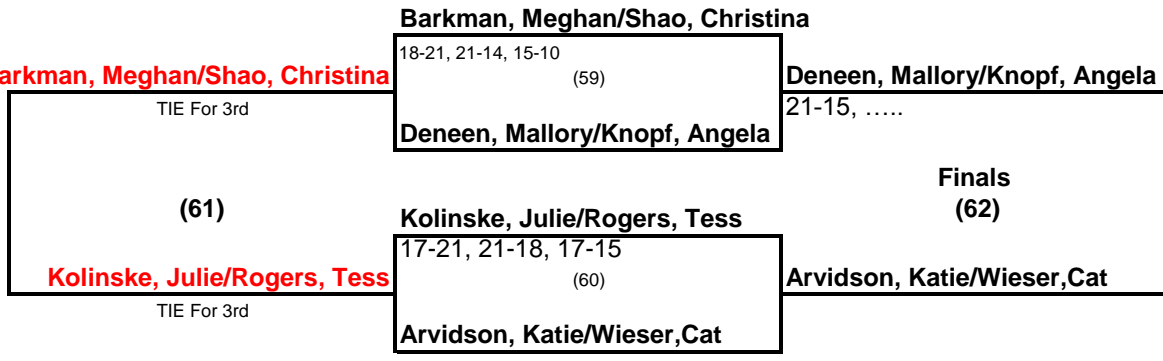 Barkman, Meghan/Shao, Christina
18-21, 21-14, 15-10
arkman, Meghan/Shao, Christina
(59)
Deneen, Mallory/Knopf, Angela
TIE For 3rd
21-15, …..
Deneen, Mallory/Knopf, Angela
Finals
(61)
(62)
Kolinske, Julie/Rogers, Tess
17-21, 21-18, 17-15
Kolinske, Julie/Rogers, Tess
(60)
Arvidson, Katie/Wieser,Cat
TIE For 3rd
Arvidson, Katie/Wieser,Cat